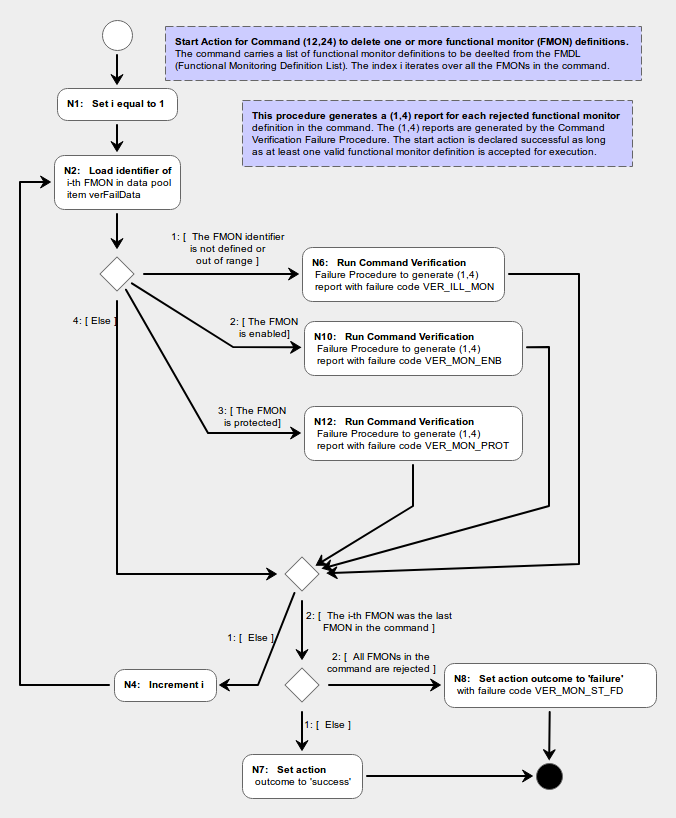 Start Action for Command (12,24) to delete one or more functional monitor (FMON) definitions.
The command carries a list of functional monitor definitions to be deelted from the FMDL
(Functional Monitoring Definition List). The index i iterates over all the FMONs in the command.
N1: Set i equal to 1
This procedure generates a (1,4) report for each rejected functional monitor
definition in the command. The (1,4) reports are generated by the Command
Verification Failure Procedure. The start action is declared successful as long
as at least one valid functional monitor definition is accepted for execution.
N2: Load identifier of
i-th FMON in data pool
item verFailData
1: [ The FMON identifier
is not defined or
out of range ]
N6: Run Command Verification
Failure Procedure to generate (1,4)
report with failure code VER_ILL_MON
4: [ Else ]
2: [ The FMON
is enabled]
N10: Run Command Verification
Failure Procedure to generate (1,4)
report with failure code VER_MON_ENB
3: [ The FMON
is protected]
N12: Run Command Verification
Failure Procedure to generate (1,4)
report with failure code VER_MON_PROT
2: [ The i-th FMON was the last
FMON in the command ]
1: [ Else ]
2: [ All FMONs in the
command are rejected ]
N4: Increment i
N8: Set action outcome to 'failure'
with failure code VER_MON_ST_FD
1: [ Else ]
N7: Set action
outcome to 'success'